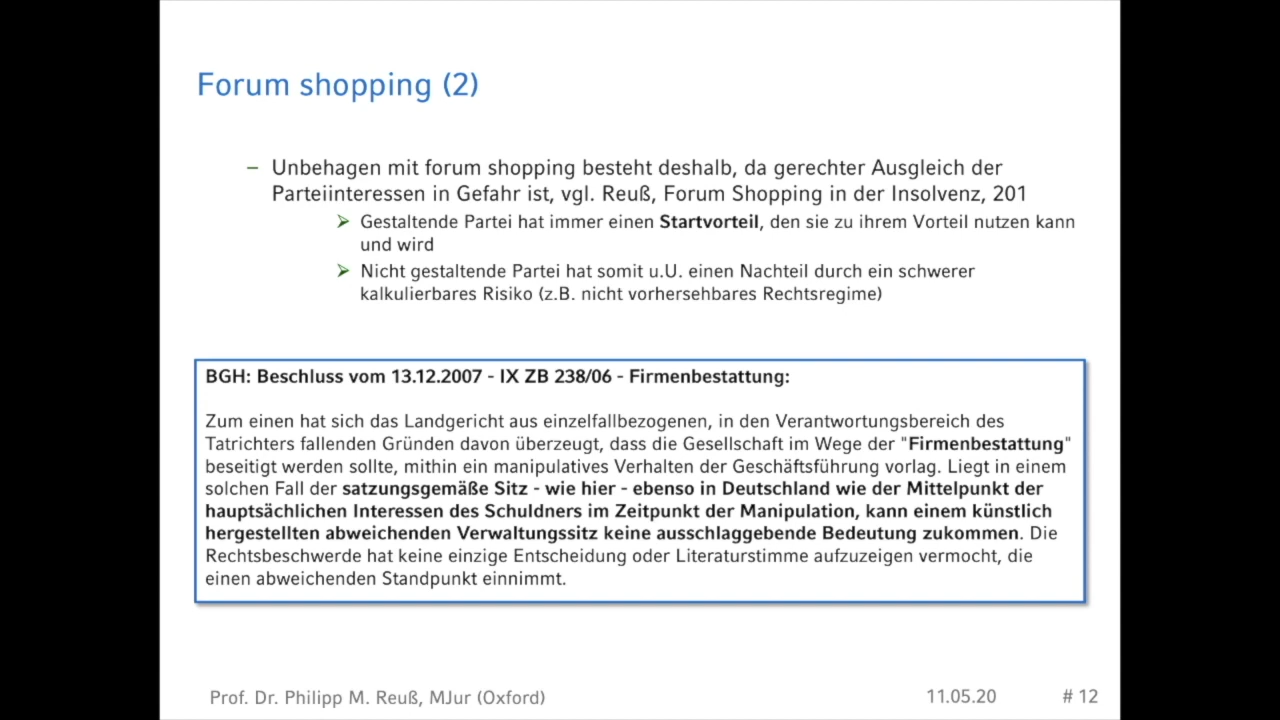 Forum shopping (2)
– Unbehagen mit forum shopping besteht deshalb, da gerechter Ausgleich der
Parteiinteressen in Gefahr ist, vgl. Reuß, Forum Shopping in der Insolvenz, 201
➢ Gestaltende Partei hat immer einen Startvorteil, den sie zu ihrem Vorteil nutzen kann
und wird
➢ Nicht gestaltende Partei hat somit u.U. einen Nachteil durch ein schwerer
kalkulierbares Risiko (z.B. nicht vorhersehbares Rechtsregime)
BGH: Beschluss vom 13.12.2007 - IX ZB 238/06 - Firmenbestattung:
Zum einen hat sich das Landgericht aus einzelfallbezogenen, in den Verantwortungsbereich des
Tatrichters fallenden Gründen davon überzeugt, dass die Gesellschaft im Wege der "Firmenbestattung"
beseitigt werden sollte, mithin ein manipulatives Verhalten der Geschäftsführung vorlag. Liegt in einem
solchen Fall der satzungsgemäße Sitz - wie hier - ebenso in Deutschland wie der Mittelpunkt der
hauptsächlichen Interessen des Schuldners im Zeitpunkt der Manipulation, kann einem künstlich
hergestellten abweichenden Verwaltungssitz keine ausschlaggebende Bedeutung zukommen. Die
Rechtsbeschwerde hat keine einzige Entscheidung oder Literaturstimme aufzuzeigen vermocht, die
einen abweichenden Standpunkt einnimmt.
Prof. Dr. Philipp M. Reuß, MJur (Oxford)
11.05.20
# 12